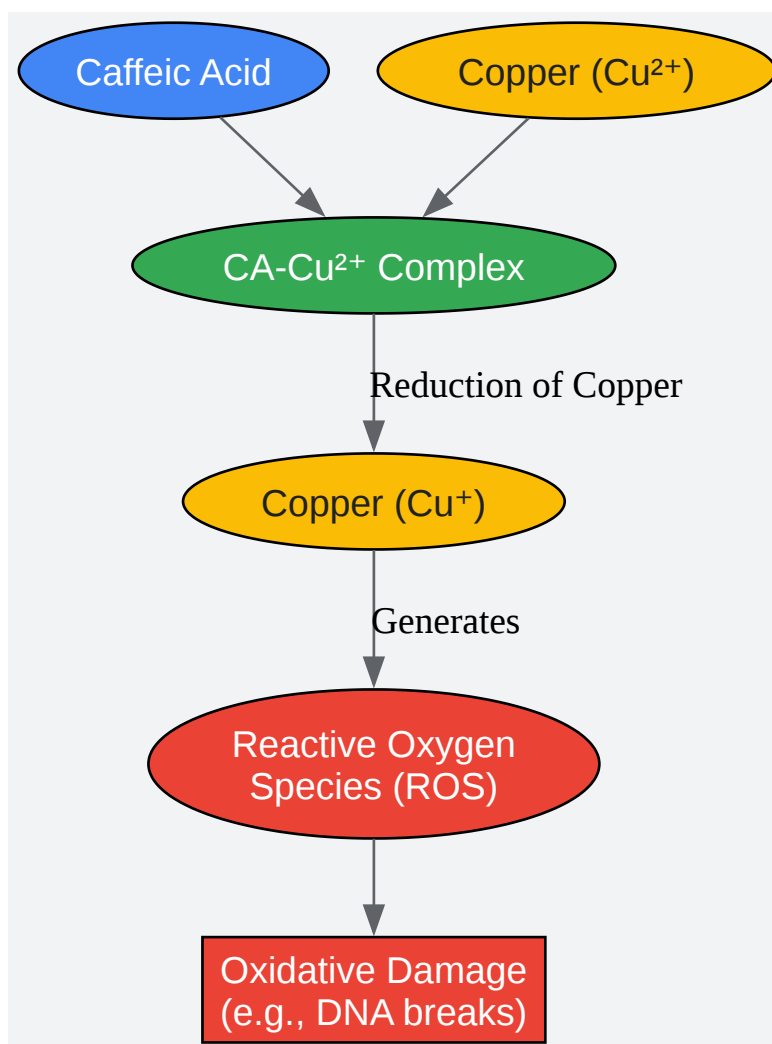 Caffeic Acid
Copper (Cu²⁺)
CA-Cu²⁺ Complex
Reduction of Copper
Copper (Cu⁺)
Generates
Reactive Oxygen
Species (ROS)
Oxidative Damage
(e.g., DNA breaks)